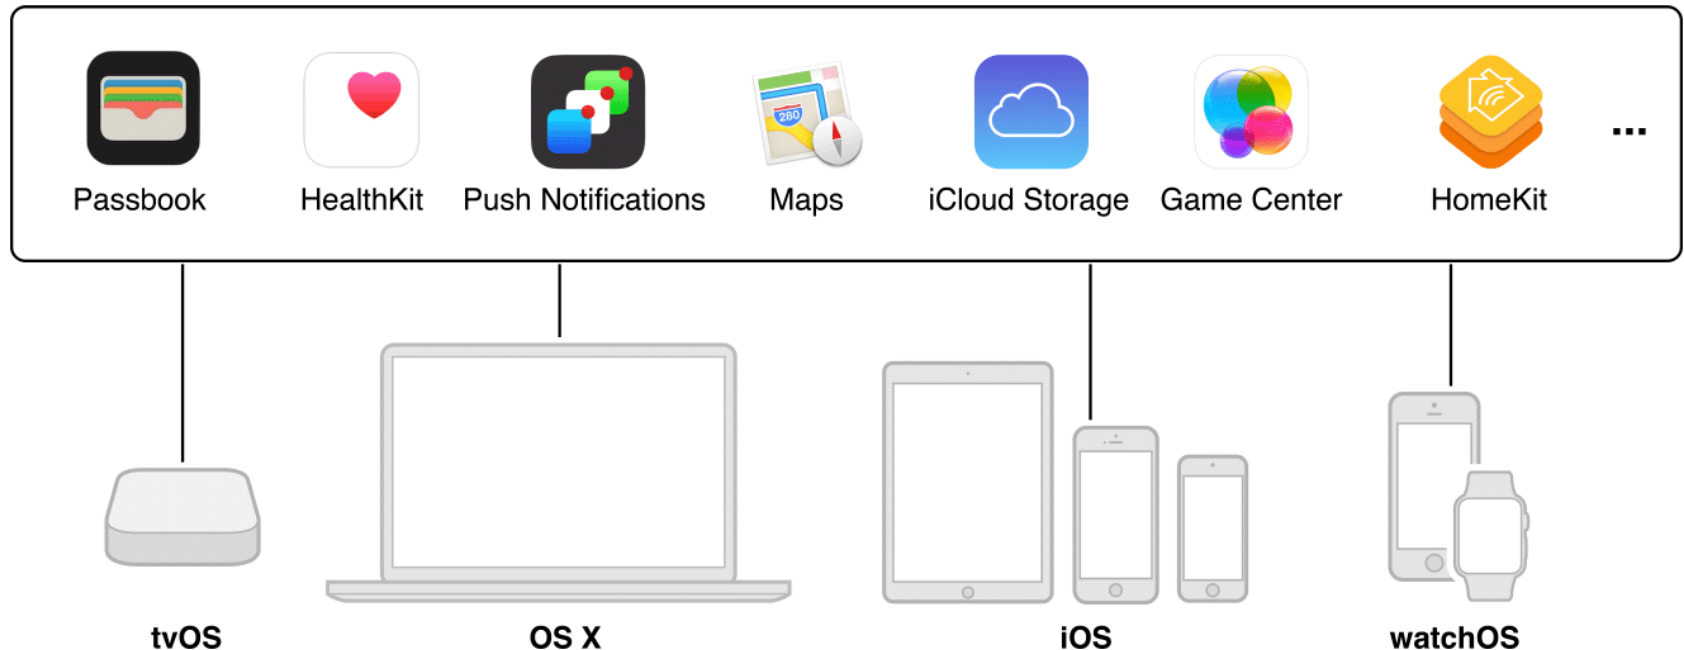 280
Passbook
HealthKit
Push Notifications
Maps
iCloud Storage
Game Center
HomeKit
...
tvOS
OS X
iOS
watchOS